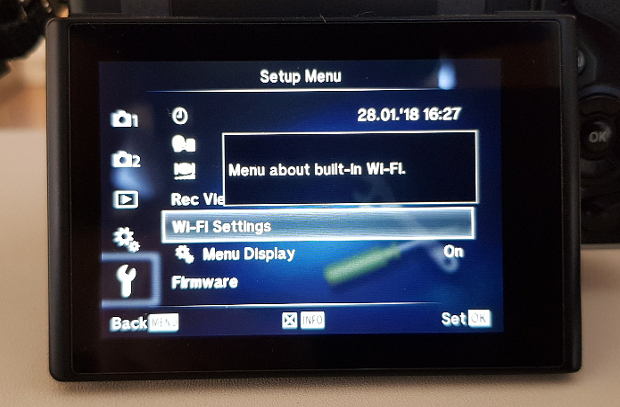 Setup Menu
1
28.01.'18 16:27
2
Menu about built-in Wi-Fi.
Rec Vie
Wi-Fi Settings
Menu Display On
Firmware
Back MENU INFO Set OK
OK